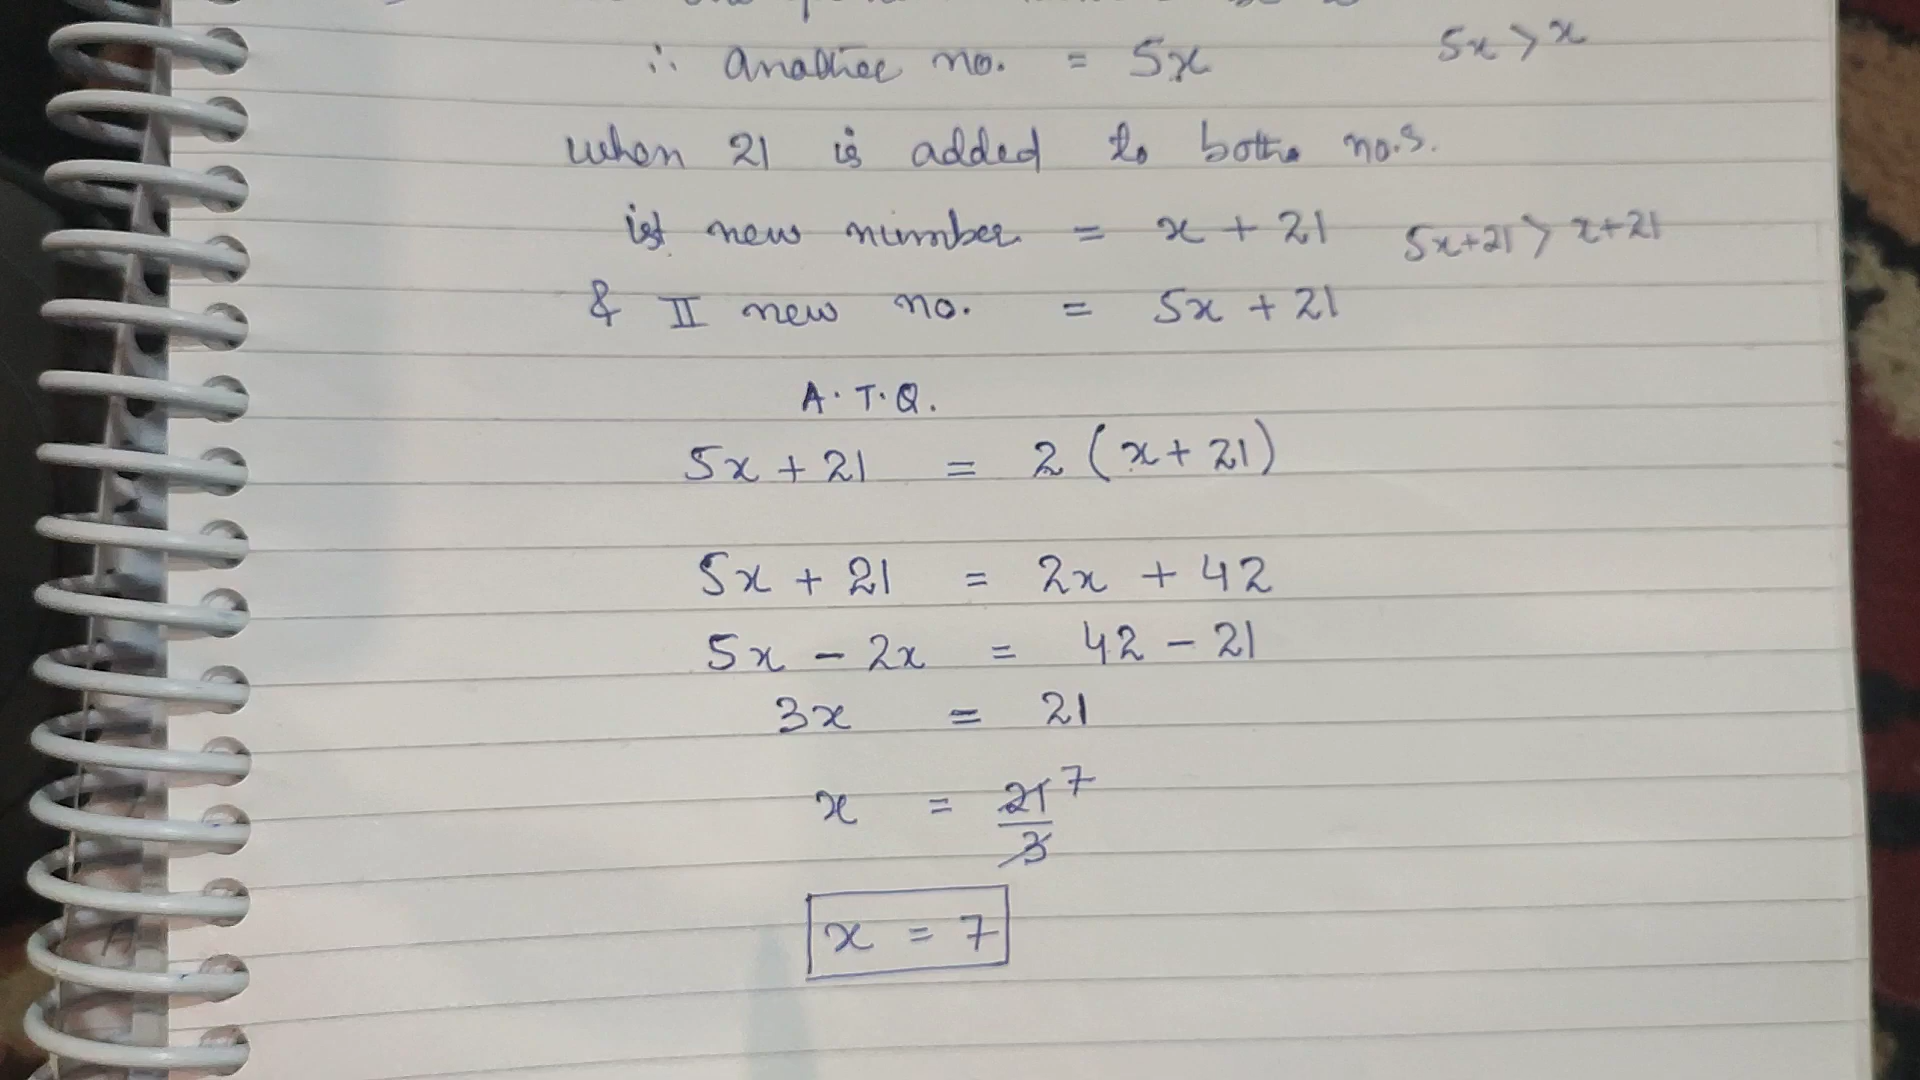 ∴ another no. = 5x 5x > x
when 21 is added to both no.s.
ist new number = x + 21 5x+21 > x+21
& II new no. = 5x + 21
A.T.Q.
5x + 21 = 2 (x + 21)
5x + 21 = 2x + 42
5x - 2x = 42 - 21
3x = 21
x = 21/3 7
x = 7